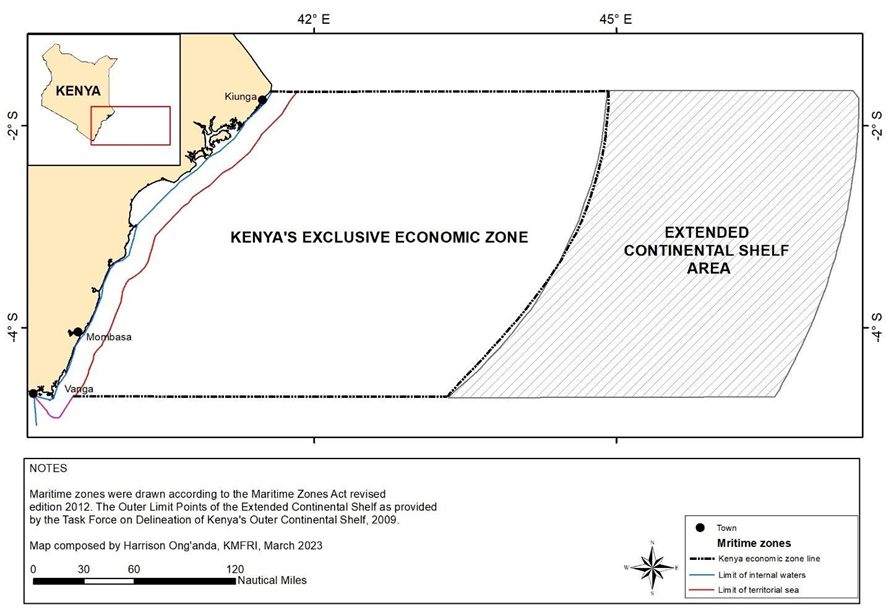 42° E
45° E
KENYA
Kiunga
-2° S
-2° S
KENYA'S EXCLUSIVE ECONOMIC ZONE
EXTENDED
CONTINENTAL SHELF
AREA
-4° S
-4° S
Mombasa
Vanga
NOTES
Maritime zones were drawn according to the Maritime Zones Act revised
edition 2012. The Outer Limit Points of the Extended Continental Shelf as provided
by the Task Force on Delineation of Kenya's Outer Continental Shelf, 2009.
Map composed by Harrison Ong'anda, KMFRI, March 2023
0 30 60 120
Nautical Miles
N
W E
S
Town
Mritime zones
Kenya economic zone line
Limit of internal waters
Limit of territorial sea